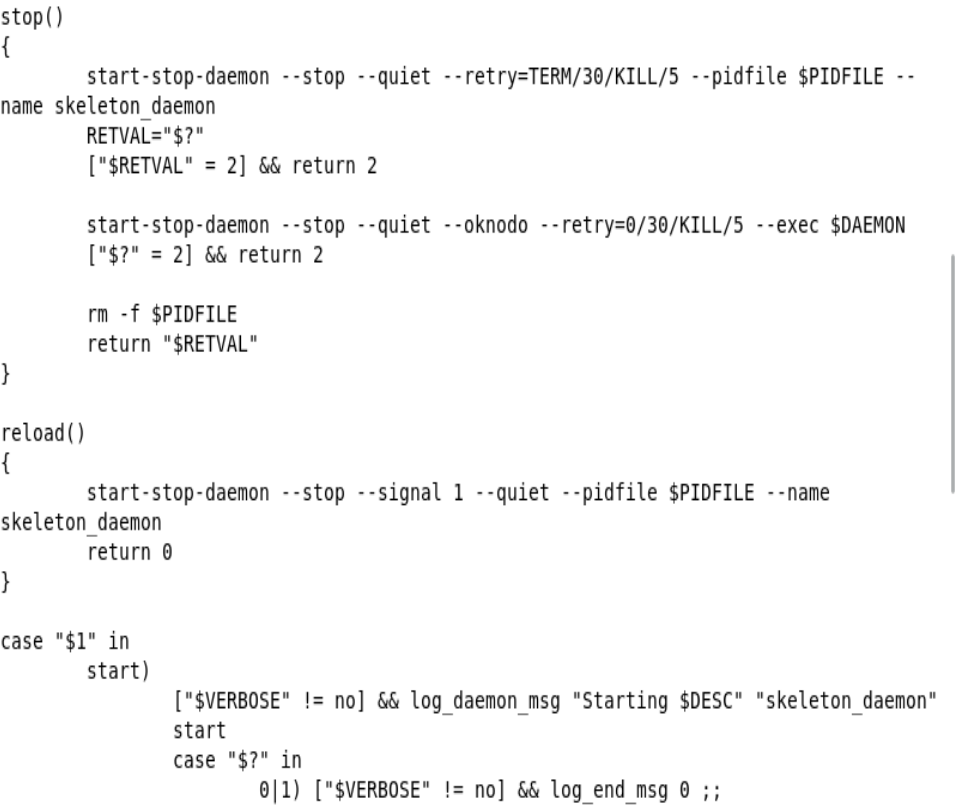 stop()
{
        start-stop-daemon --stop --quiet --retry=TERM/30/KILL/5 --pidfile $PIDFILE --
name skeleton_daemon
        RETVAL="$?"
        ["$RETVAL" = 2] && return 2

        start-stop-daemon --stop --quiet --oknodo --retry=0/30/KILL/5 --exec $DAEMON
        ["$?" = 2] && return 2

        rm -f $PIDFILE
        return "$RETVAL"
}

reload()
{
        start-stop-daemon --stop --signal 1 --quiet --pidfile $PIDFILE --name
skeleton_daemon
        return 0
}

case "$1" in
        start)
                ["$VERBOSE" != no] && log_daemon_msg "Starting $DESC" "skeleton_daemon"
                start
                case "$?" in
                        0|1) ["$VERBOSE" != no] && log_end_msg 0 ;;